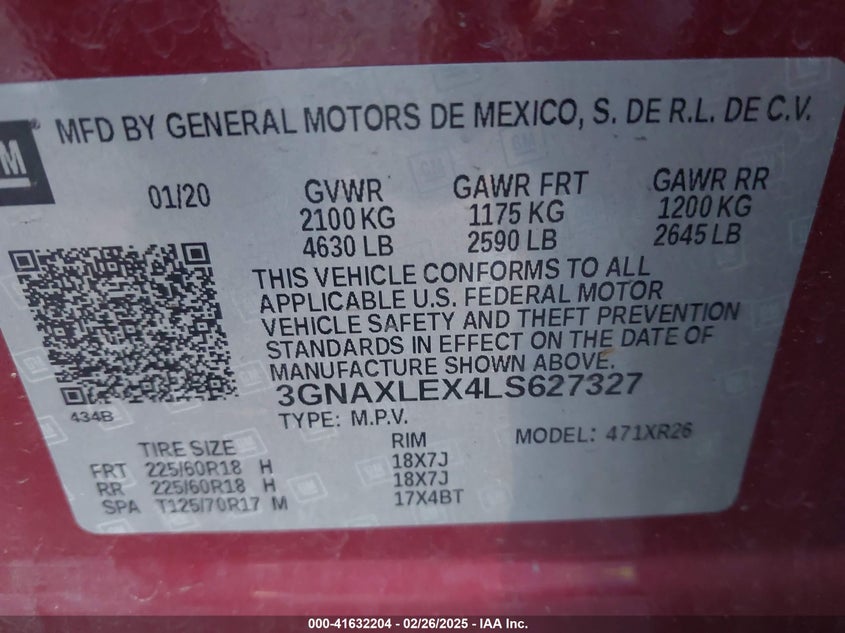 GM®
MFD BY GENERAL MOTORS DE MEXICO, S. DE R.L. DE C.V.
01/20 GVWR GAWR FRT GAWR RR
2100 KG 1175 KG 1200 KG
4630 LB 2590 LB 2645 LB
THIS VEHICLE CONFORMS TO ALL
APPLICABLE U.S. FEDERAL MOTOR
VEHICLE SAFETY AND THEFT PREVENTION
STANDARDS IN EFFECT ON THE DATE OF
MANUFACTURE SHOWN ABOVE.
3GNAXLEX4LS627327
434B
TYPE: M.P.V.
TIRE SIZE RIM MODEL: 471XR26
FRT 225/60R18 H 18X7J
RR 225/60R18 H 18X7J
SPA T125/70R17 M 17X4BT
000-41632204 - 02/26/2025 - IAA Inc.